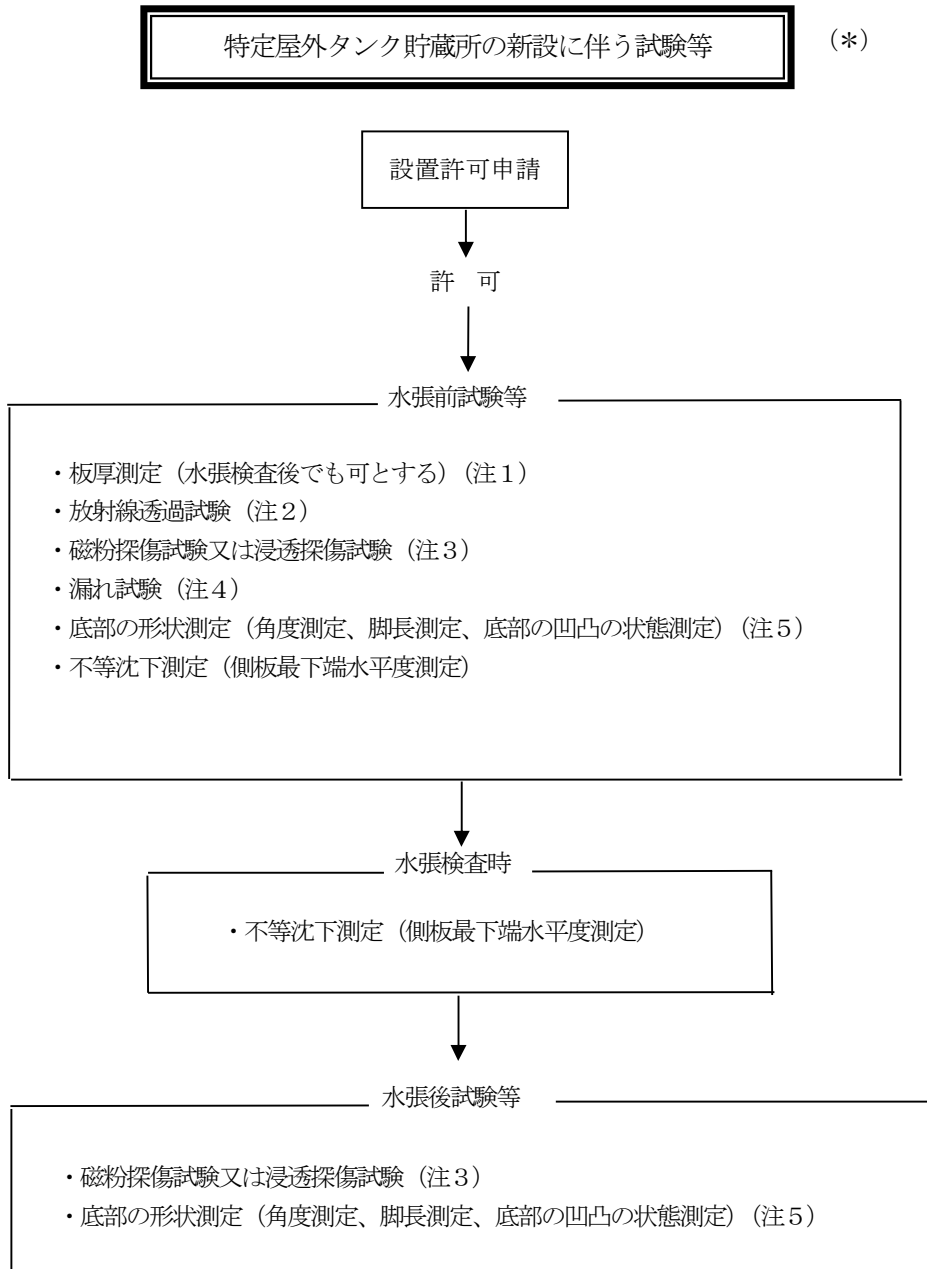 特定屋外タンク貯蔵所の新設に伴う試験等 (＊)
設置許可申請
許　可
水張前試験等
・板厚測定（水張検査後でも可とする）（注１）
・放射線透過試験（注２）
・磁粉探傷試験又は浸透探傷試験（注３）
・漏れ試験（注４）
・底部の形状測定（角度測定、脚長測定、底部の凹凸の状態測定）（注５）
・不等沈下測定（側板最下端水平度測定）
水張検査時
・不等沈下測定（側板最下端水平度測定）
水張後試験等
・磁粉探傷試験又は浸透探傷試験（注３）
・底部の形状測定（角度測定、脚長測定、底部の凹凸の状態測定）（注５）